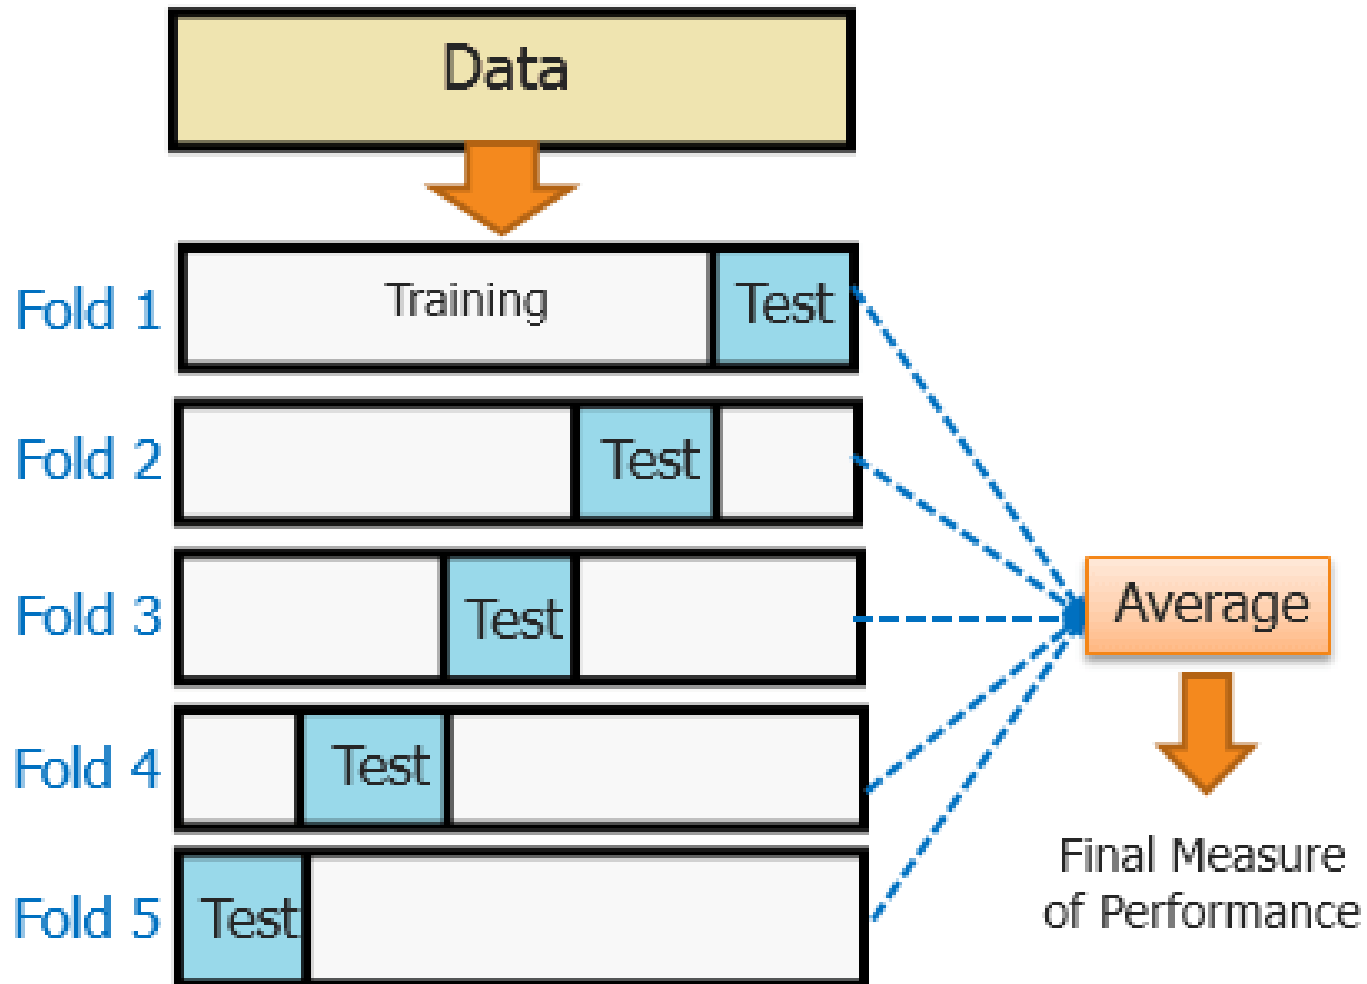 Data
Fold 1
Training
Test
Fold 2
Test
Fold 3
Test
Average
Fold 4
Test
Final Measure
of Performance
Fold 5
Test